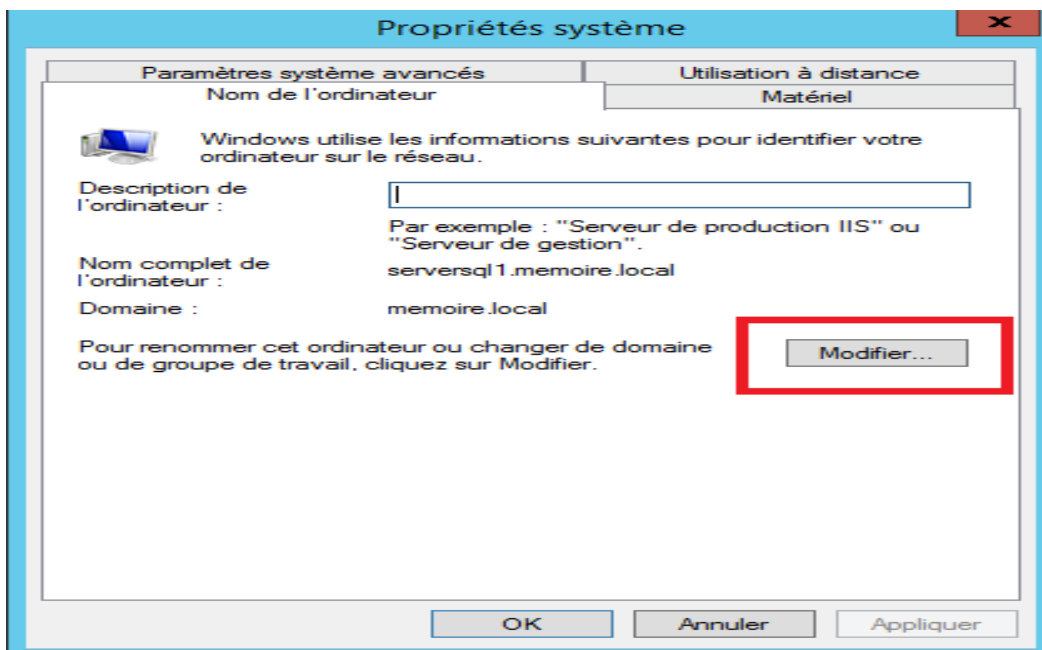 Propriétés système
Paramètres système avancés
Utilisation à distance
Nom de l'ordinateur
Matériel
Windows utilise les informations suivantes pour identifier votre
ordinateur sur le réseau.
Description de
l'ordinateur :
Par exemple : "Serveur de production IIS" ou
"Serveur de gestion".
Nom complet de
l'ordinateur :
serversql1.memoire.local
Domaine :
memoire.local
Pour renommer cet ordinateur ou changer de domaine
ou de groupe de travail, cliquez sur Modifier.
Modifier...
OK
Annuler
Appliquer